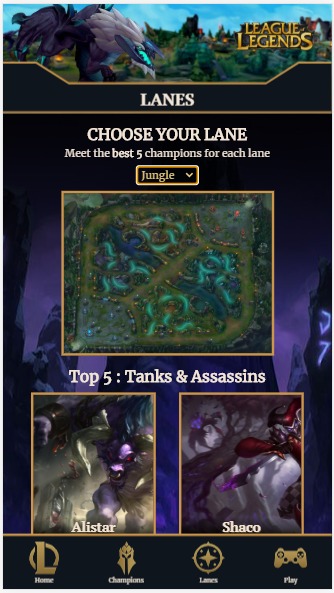 LEAGUE OF
LEGENDS
LANES
CHOOSE YOUR LANE
Meet the best 5 champions for each lane
Jungle
Top 5 : Tanks & Assassins
Alistar
Shaco
Home
Champions
Lanes
Play